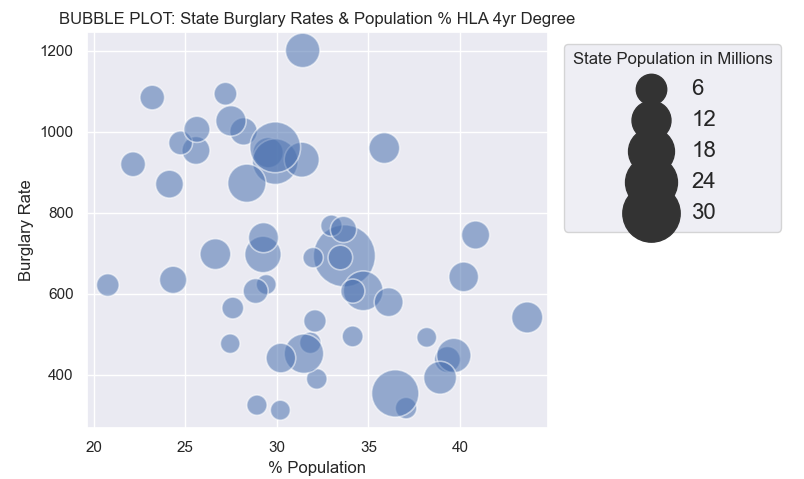 BUBBLE PLOT: State Burglary Rates & Population % HLA 4yr Degree
1200
1000
800
600
400
Burglary Rate
20 25 30 35 40
% Population
State Population in Millions
6
12
18
24
30